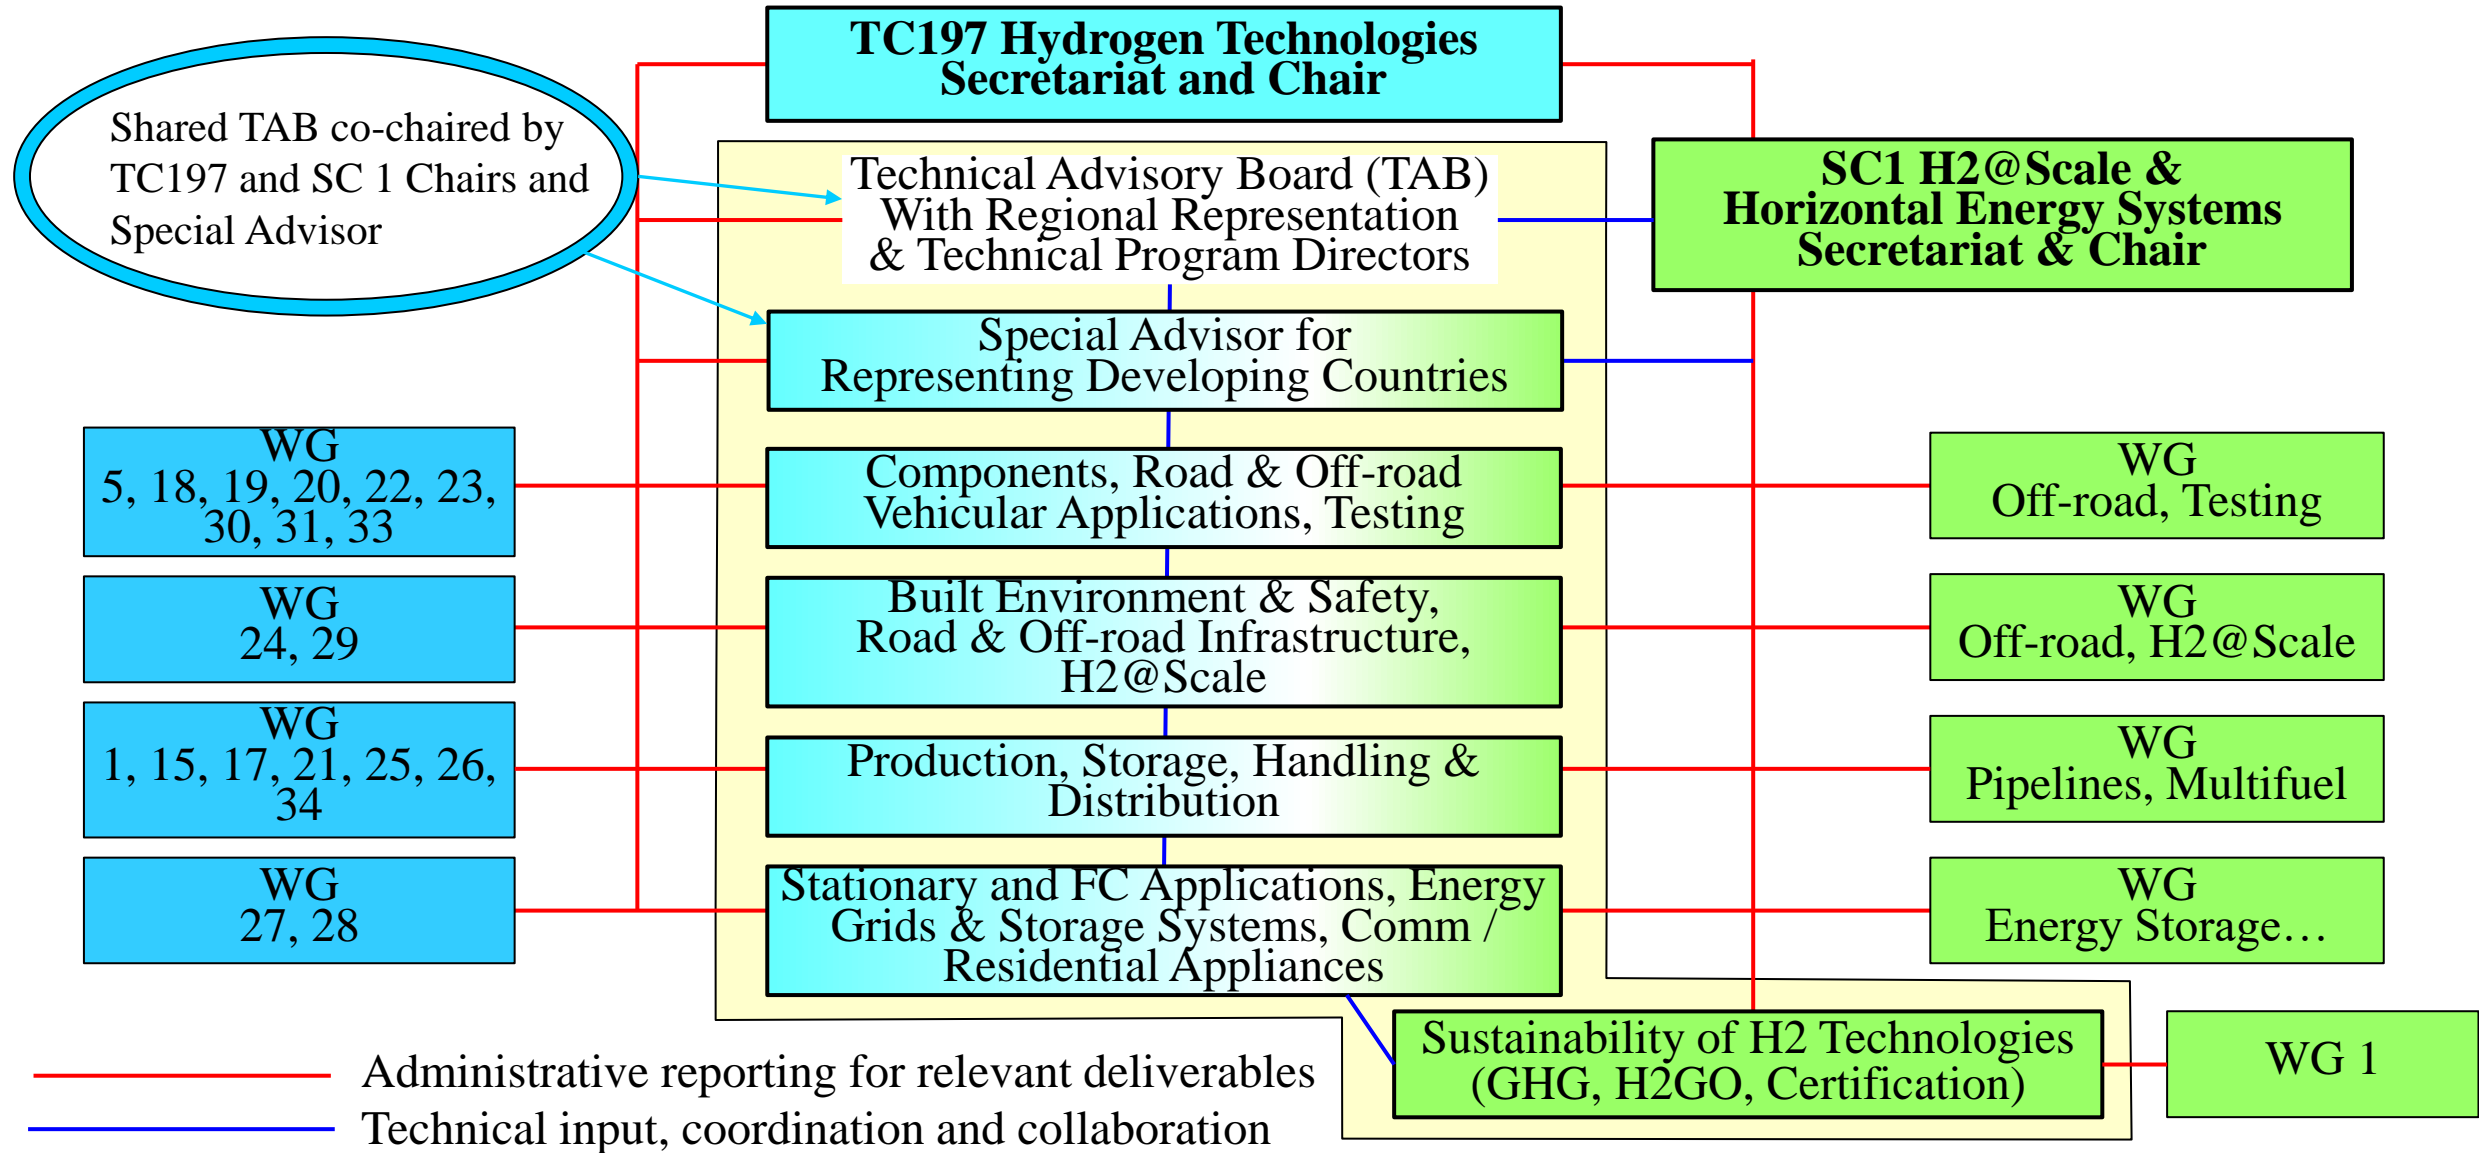 TC197 Hydrogen Technologies
Secretariat and Chair
Shared TAB co-chaired by
TC197 and SC 1 Chairs and
Special Advisor
Technical Advisory Board (TAB)
With Regional Representation
& Technical Program Directors
SC1 H2@Scale &
Horizontal Energy Systems
Secretariat & Chair
Special Advisor for
Representing Developing Countries
WG
5, 18, 19, 20, 22, 23,
30, 31, 33
Components, Road & Off-road
Vehicular Applications, Testing
WG
Off-road, Testing
WG
24, 29
Built Environment & Safety,
Road & Off-road Infrastructure,
H2@Scale
WG
Off-road, H2@Scale
WG
1, 15, 17, 21, 25, 26,
34
Production, Storage, Handling &
Distribution
WG
Pipelines, Multifuel
WG
27, 28
Stationary and FC Applications, Energy
Grids & Storage Systems, Comm /
Residential Appliances
WG
Energy Storage…
Sustainability of H2 Technologies
(GHG, H2GO, Certification)
WG 1
Administrative reporting for relevant deliverables
Technical input, coordination and collaboration